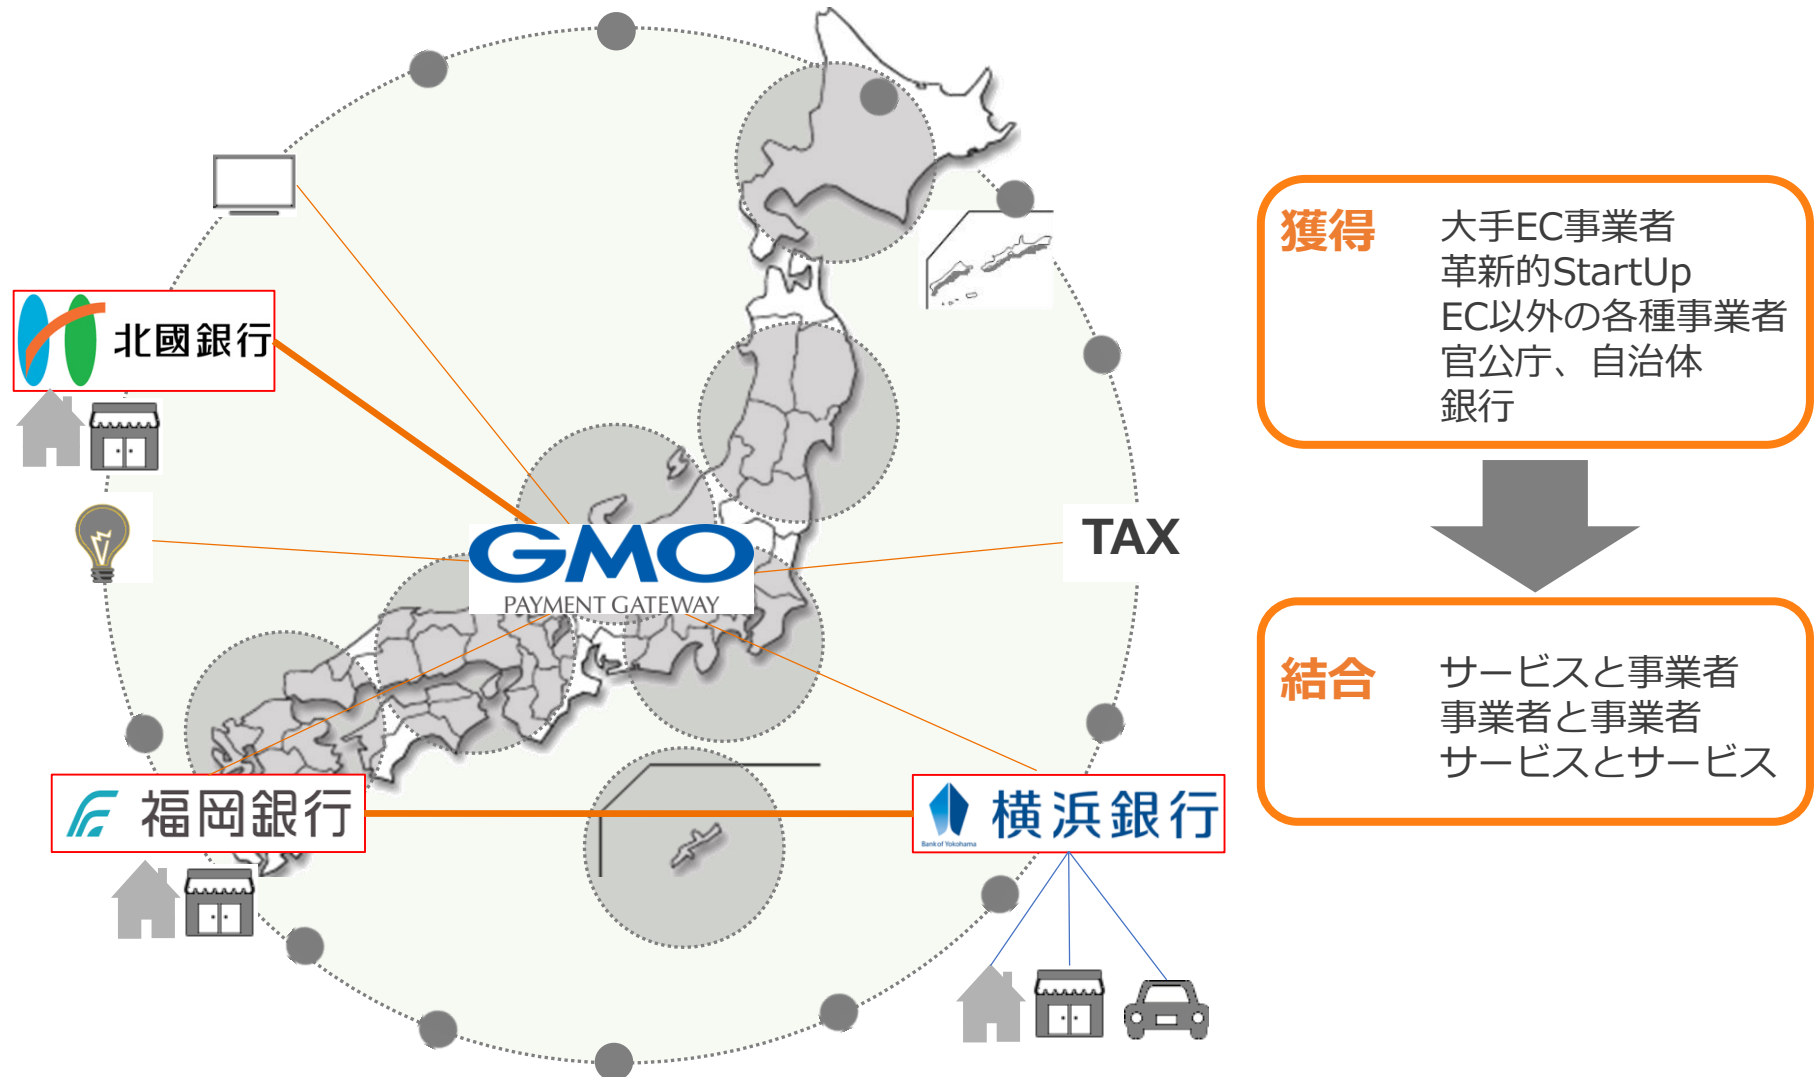 北國銀行
GMO
PAYMENT GATEWAY
TAX
福岡銀行
横浜銀行
Bank of Yokohama
獲得
大手EC事業者
革新的StartUp
EC以外の各種事業者
官公庁、自治体
銀行
結合
サービスと事業者
事業者と事業者
サービスとサービス